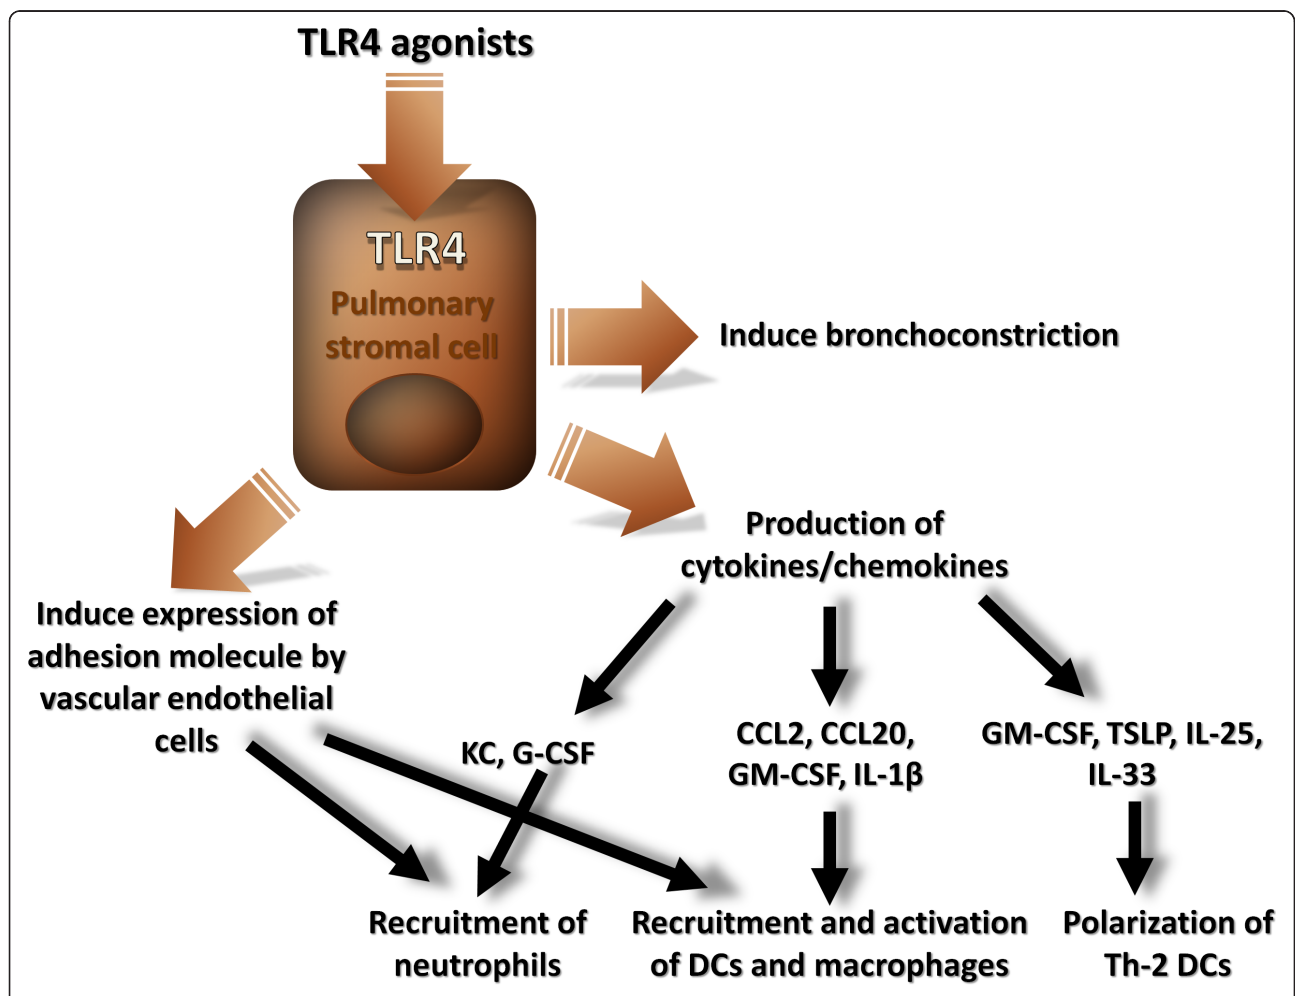 TLR4 agonists
TLR4
Pulmonary
stromal cell
Induce bronchoconstriction
Production of
cytokines/chemokines
Induce expression of
adhesion molecule by
vascular endothelial
cells
KC, G-CSF
CCL2, CCL20,
GM-CSF, IL-1β
GM-CSF, TSLP, IL-25,
IL-33
Recruitment of
neutrophils
Recruitment and activation
of DCs and macrophages
Polarization of
Th-2 DCs